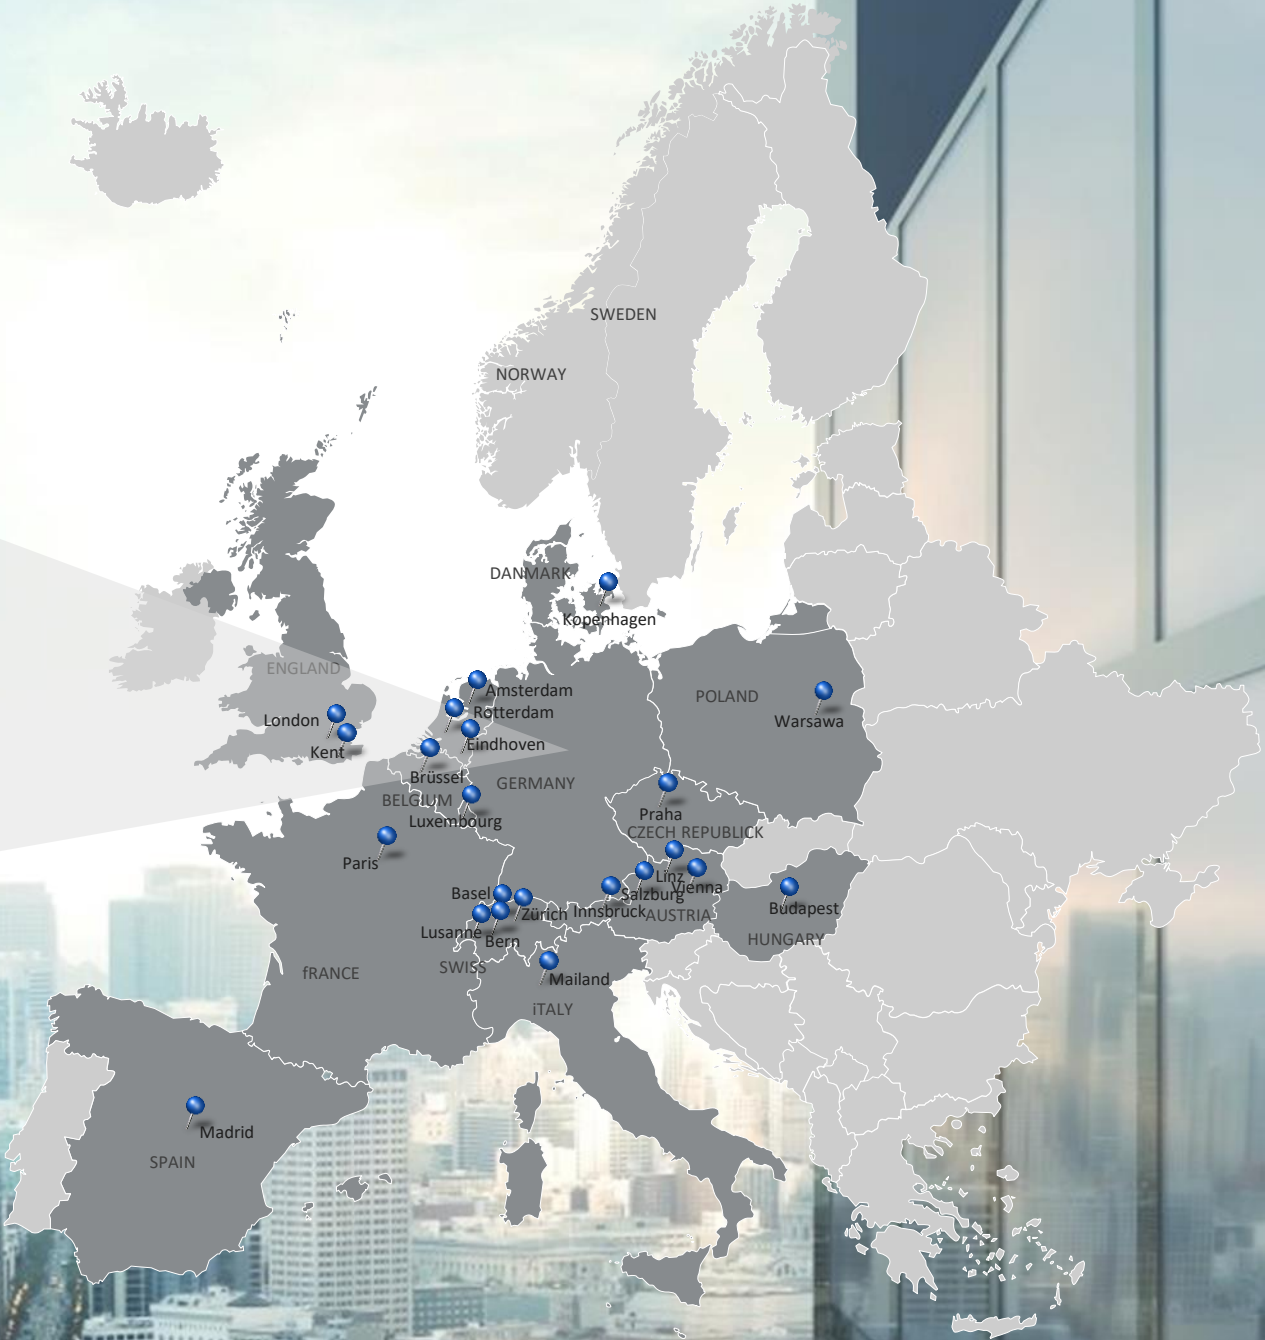 SWEDEN
NORWAY
DANMARK
Køpenhagen
ENGLAND
Amsterdam
POLAND
Rotterdam
London
Warsawa
Kent
Eindhoven
Brüssel
GERMANY
BELGIUM
Praha
Luxembourg
CZECH REPUBLICK
Paris
Linz
Vienna
Basel
Salzburg
Budapest
Zürich
Innsbruck
AUSTRIA
Lusanne
Bern
HUNGARY
SWISS
fRANCE
Mailand
iTALY
Madrid
SPAIN